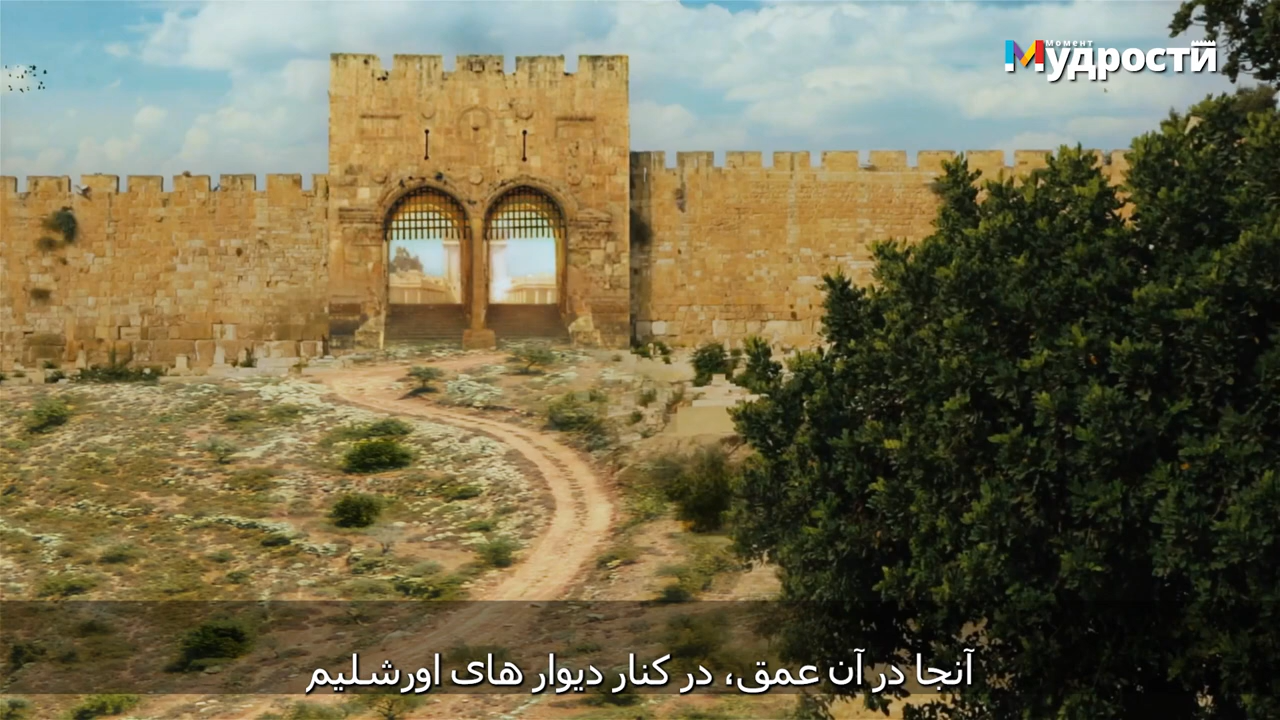 Момент
Мудрости
آنجا در آن عمق، در کنار دیوار های اورشلیم